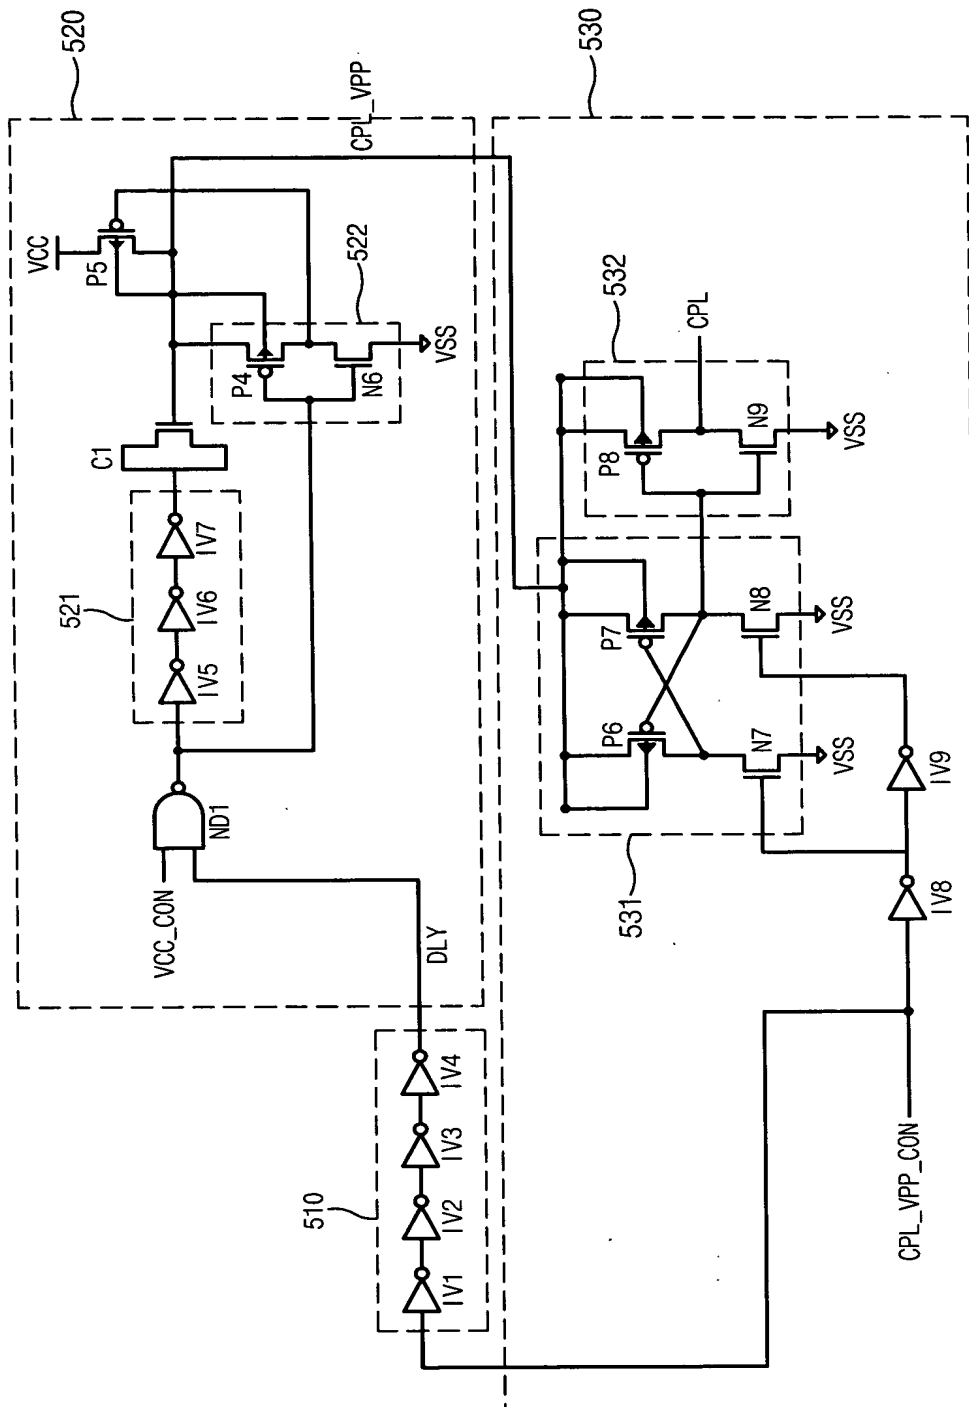 520
VCC
P5
CPL_VPP
522
P4
N6
VSS
C1
521
IV5
IV6
IV7
ND1
VCC_CON
DLY
510
IV1
IV2
IV3
IV4
530
532
CPL
P8
N9
VSS
P7
N8
VSS
P6
N7
VSS
531
IV8
IV9
CPL_VPP_CON